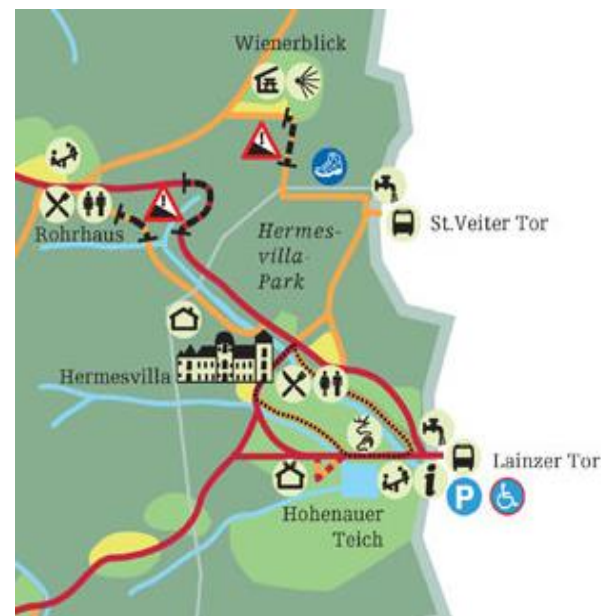 Wienerblick
!
St.Veiter Tor
!
Rohrhaus
Hermes-
villa-
Park
Hermesvilla
Lainzer Tor
i
P
Hohenauer
Teich